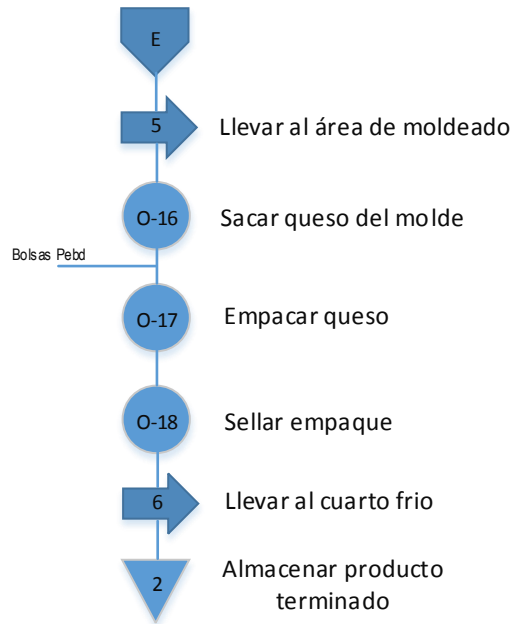 E
5
Llevar al área de moldeado
O-16
Sacar queso del molde
Bolsas Pebd
O-17
Empacar queso
O-18
Sellar empaque
6
Llevar al cuarto frio
2
Almacenar producto
terminado